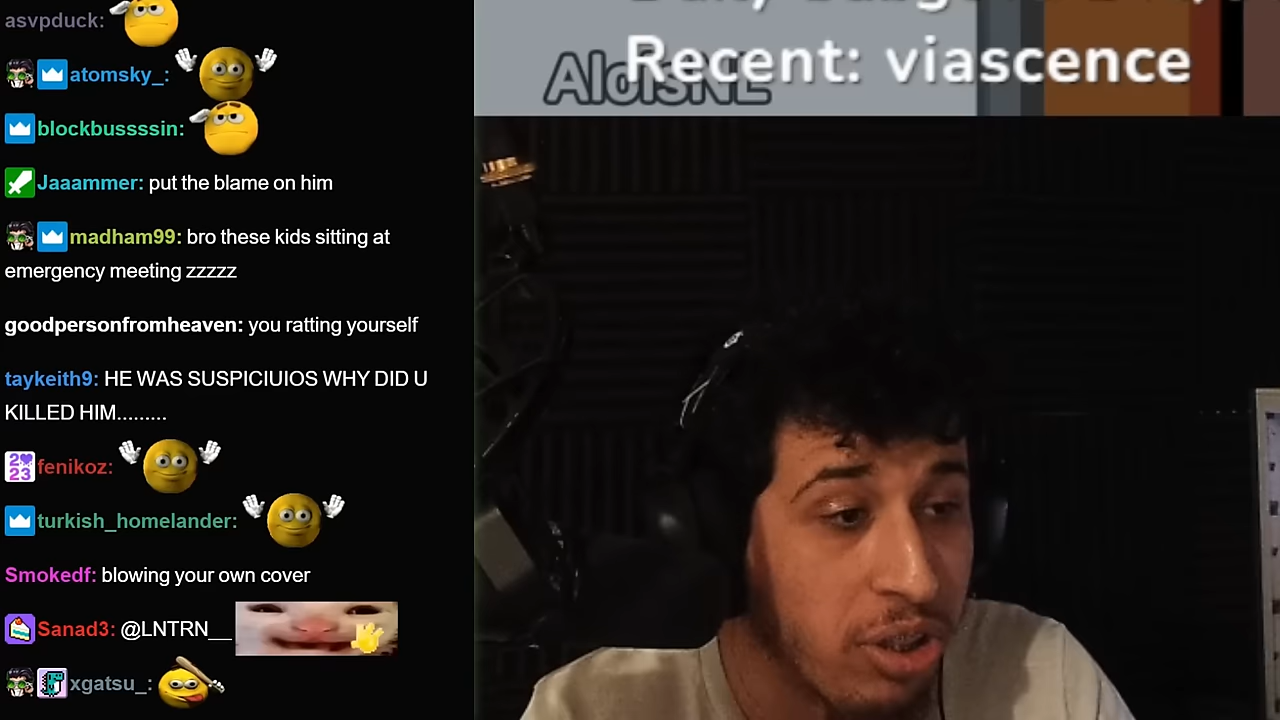 asvpduck:
atomsky_:
blockbussssin:
Jaaammer: put the blame on him
madham99: bro these kids sitting at
emergency meeting zzzzz
goodpersonfromheaven: you ratting yourself
taykeith9: HE WAS SUSPICIUIOS WHY DID U
KILLED HIM.........
2023 fenikoz:
turkish_homelander:
Smokedf: blowing your own cover
Sanad3: @LNTRN__
xgatsu_:
Recent: viascence
AloisNL